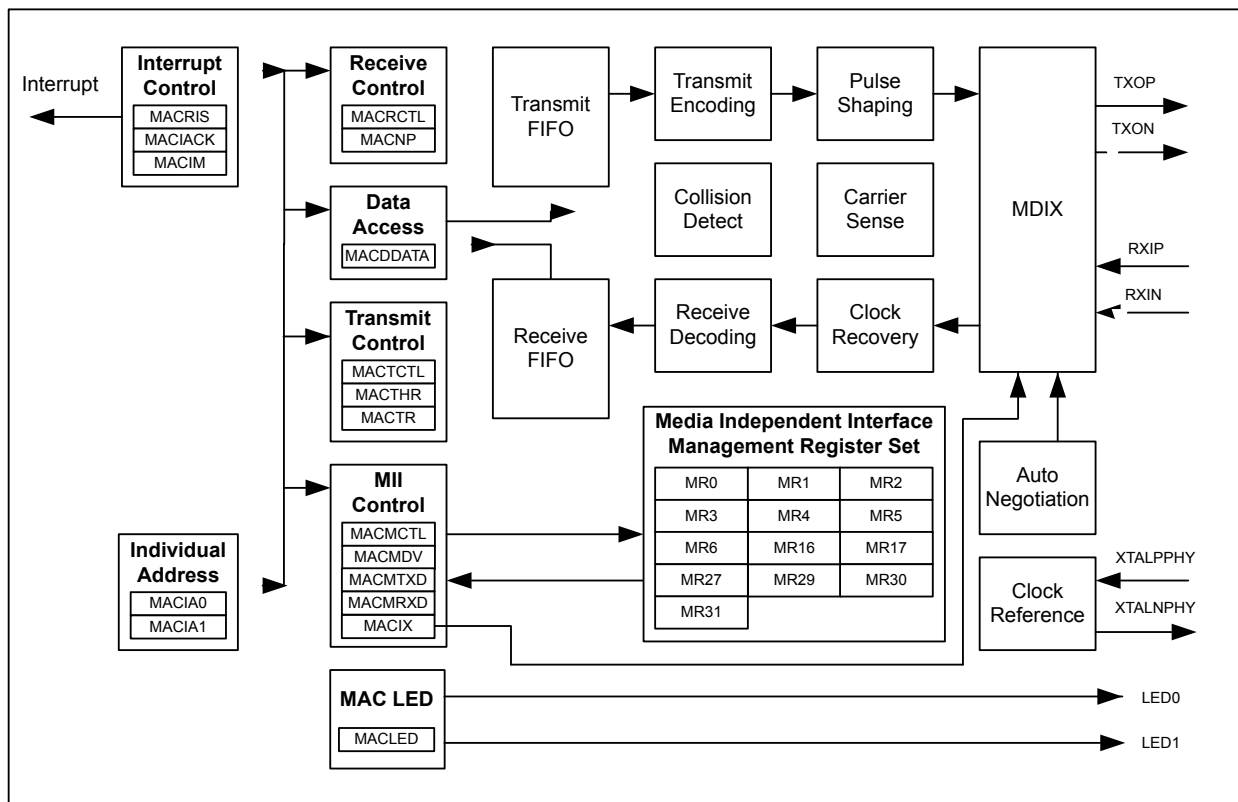 Interrupt
Interrupt
Control
MACRIS
MACIACK
MACIM
Receive
Control
MACRCTL
MACNP
Data
Access
MACDDATA
Transmit
Control
MACTCTL
MACTHR
MACTR
MII
Control
MACMCTL
MACMDV
MACMTXD
MACMRXD
MACIX
Individual
Address
MACIA0
MACIA1
MAC LED
MACLED
Transmit
FIFO
Transmit
Encoding
Pulse
Shaping
Collision
Detect
Carrier
Sense
Receive
FIFO
Receive
Decoding
Clock
Recovery
MDIX
TXOP
TXON
RXIP
RXIN
Media Independent Interface
Management Register Set
MR0 MR1 MR2
MR3 MR4 MR5
MR6 MR16 MR17
MR27 MR29 MR30
MR31
Auto
Negotiation
Clock
Reference
XTALPPHY
XTALNPHY
LED0
LED1